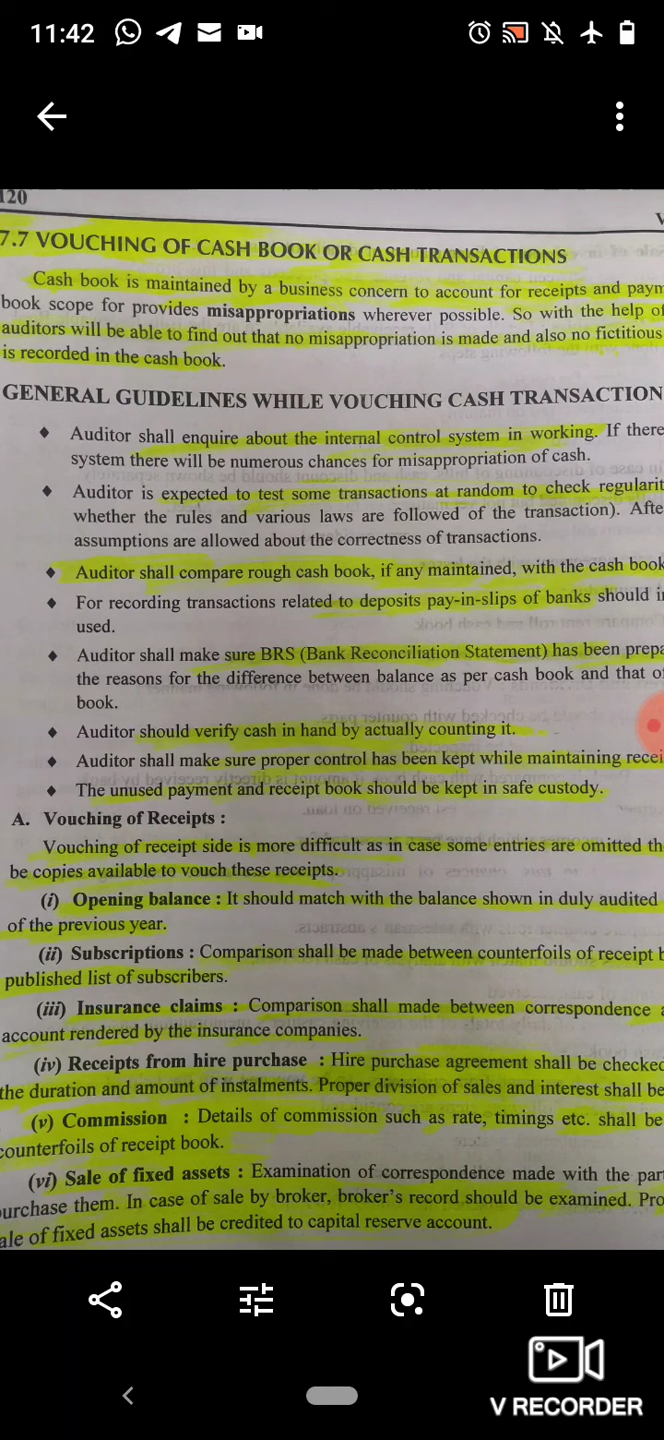 11:42
120
7.7 VOUCHING OF CASH BOOK OR CASH TRANSACTIONS
Cash book is maintained by a business concern to account for receipts and paym
book scope for provides misappropriations wherever possible. So with the help of
auditors will be able to find out that no misappropriation is made and also no fictitious
is recorded in the cash book.
GENERAL GUIDELINES WHILE VOUCHING CASH TRANSACTION
♦ Auditor shall enquire about the internal control system in working. If there
system there will be numerous chances for misappropriation of cash.
♦ Auditor is expected to test some transactions at random to check regularit
whether the rules and various laws are followed of the transaction). Afte
assumptions are allowed about the correctness of transactions.
♦ Auditor shall compare rough cash book, if any maintained, with the cash book
♦ For recording transactions related to deposits pay-in-slips of banks should in
used.
♦ Auditor shall make sure BRS (Bank Reconciliation Statement) has been prepa
the reasons for the difference between balance as per cash book and that of
book.
♦ Auditor should verify cash in hand by actually counting it.
♦ Auditor shall make sure proper control has been kept while maintaining recei
♦ The unused payment and receipt book should be kept in safe custody.
A. Vouching of Receipts :
Vouching of receipt side is more difficult as in case some entries are omitted th
be copies available to vouch these receipts.
(i) Opening balance : It should match with the balance shown in duly audited
of the previous year.
(ii) Subscriptions : Comparison shall be made between counterfoils of receipt b
published list of subscribers.
(iii) Insurance claims : Comparison shall made between correspondence a
account rendered by the insurance companies.
(iv) Receipts from hire purchase : Hire purchase agreement shall be checked
the duration and amount of instalments. Proper division of sales and interest shall be
(v) Commission : Details of commission such as rate, timings etc. shall be
counterfoils of receipt book.
(vi) Sale of fixed assets : Examination of correspondence made with the part
urchase them. In case of sale by broker, broker's record should be examined. Pro
ale of fixed assets shall be credited to capital reserve account.
V RECORDER